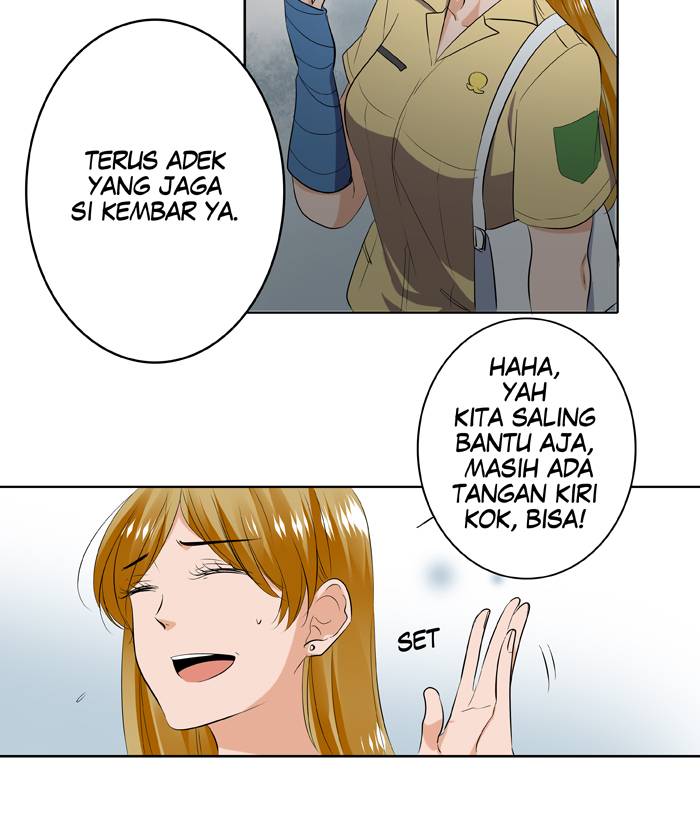 TERUS ADEK
YANG JAGA
SI KEMBAR YA.
HAHA,
YAH
KITA SALING
BANTU AJA,
MASIH ADA
TANGAN KIRI
KOK, BISA!
SET